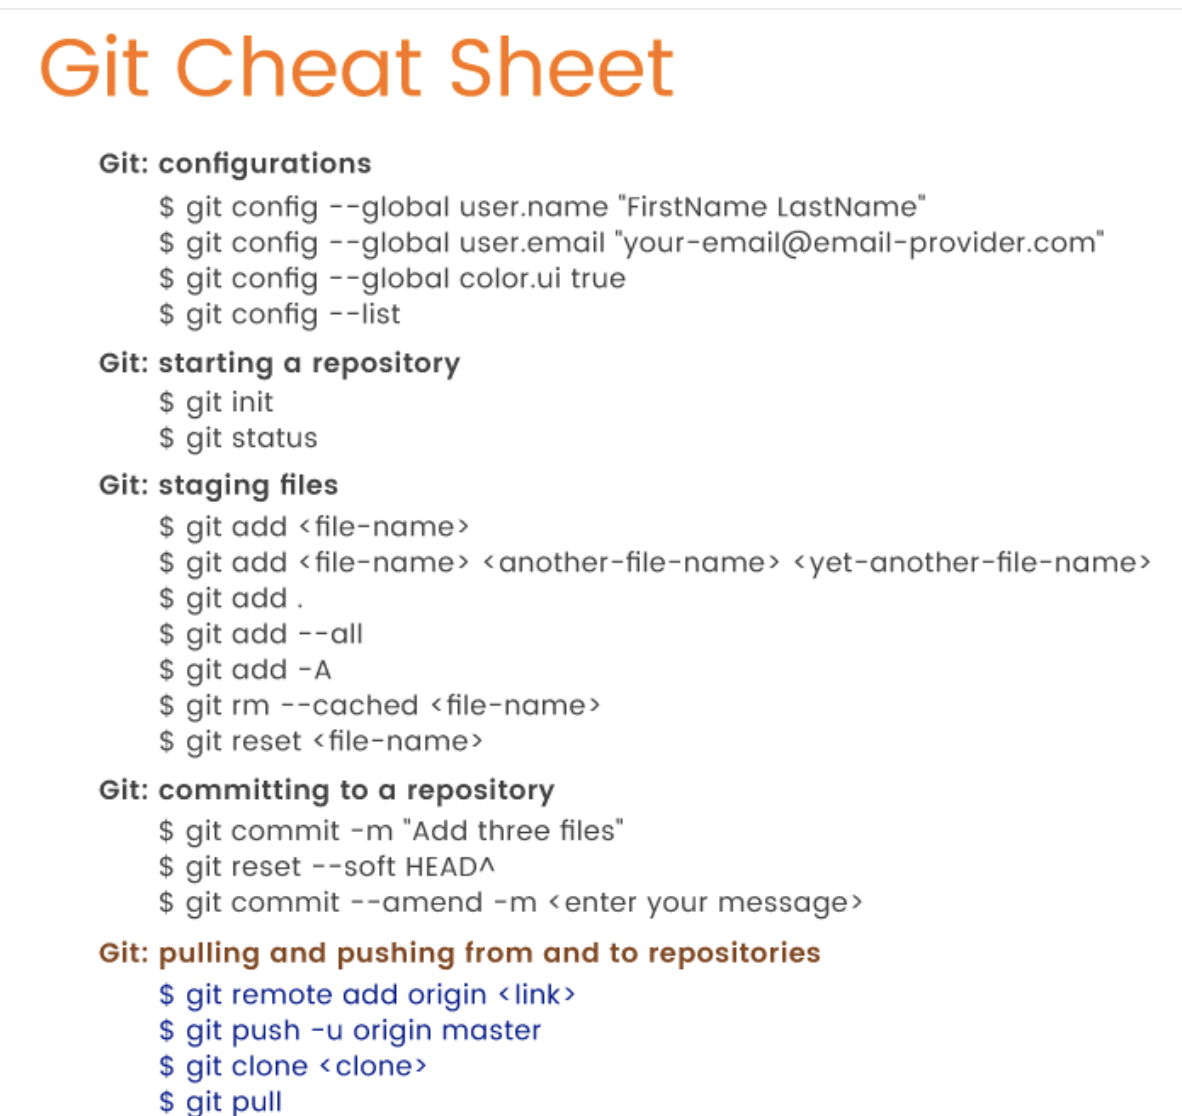 Git Cheat Sheet
Git: configurations
$ git config --global user.name "FirstName LastName"
$ git config --global user.email "your-email@email-provider.com"
$ git config --global color.ui true
$ git config --list
Git: starting a repository
$ git init
$ git status
Git: staging files
$ git add <file-name>
$ git add <file-name> <another-file-name> <yet-another-file-name>
$ git add .
$ git add --all
$ git add -A
$ git rm --cached <file-name>
$ git reset <file-name>
Git: committing to a repository
$ git commit -m "Add three files"
$ git reset --soft HEAD^
$ git commit --amend -m <enter your message>
Git: pulling and pushing from and to repositories
$ git remote add origin <link>
$ git push -u origin master
$ git clone <clone>
$ git pull